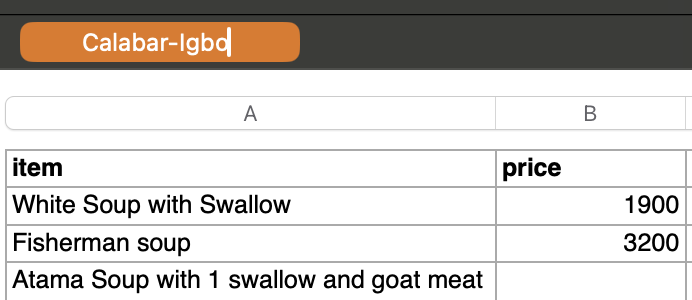 Calabar-Igbo
A B
item price
White Soup with Swallow 1900
Fisherman soup 3200
Atama Soup with 1 swallow and goat meat